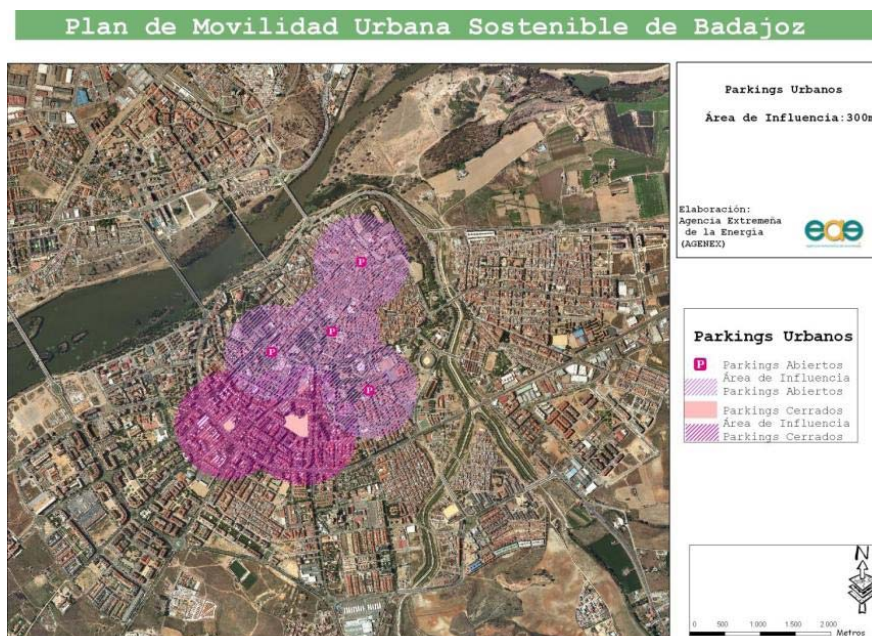 Plan de Movilidad Urbana Sostenible de Badajoz
Parkings Urbanos
Área de Influencia:300m
Elaboración:
Agencia Extremeña
de la Energía
(AGENEX)
eae
Parkings Urbanos
P Parkings Abiertos
Área de Influencia
Parkings Abiertos
Parkings Cerrados
Área de Influencia
Parkings Cerrados
P
P
P
P
N
0 500 1.000 1.500 2.000
Metros